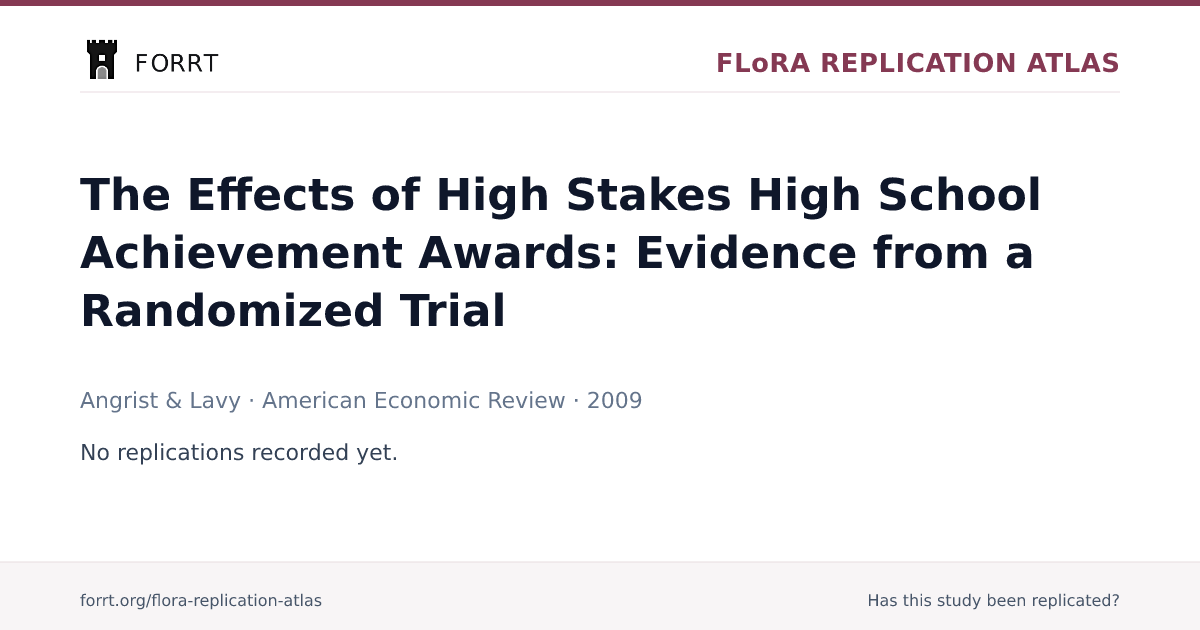 FORRT
FLoRA REPLICATION ATLAS
The Effects of High Stakes High School
Achievement Awards: Evidence from a
Randomized Trial
Angrist & Lavy · American Economic Review · 2009
No replications recorded yet.
forrt.org/flora-replication-atlas
Has this study been replicated?